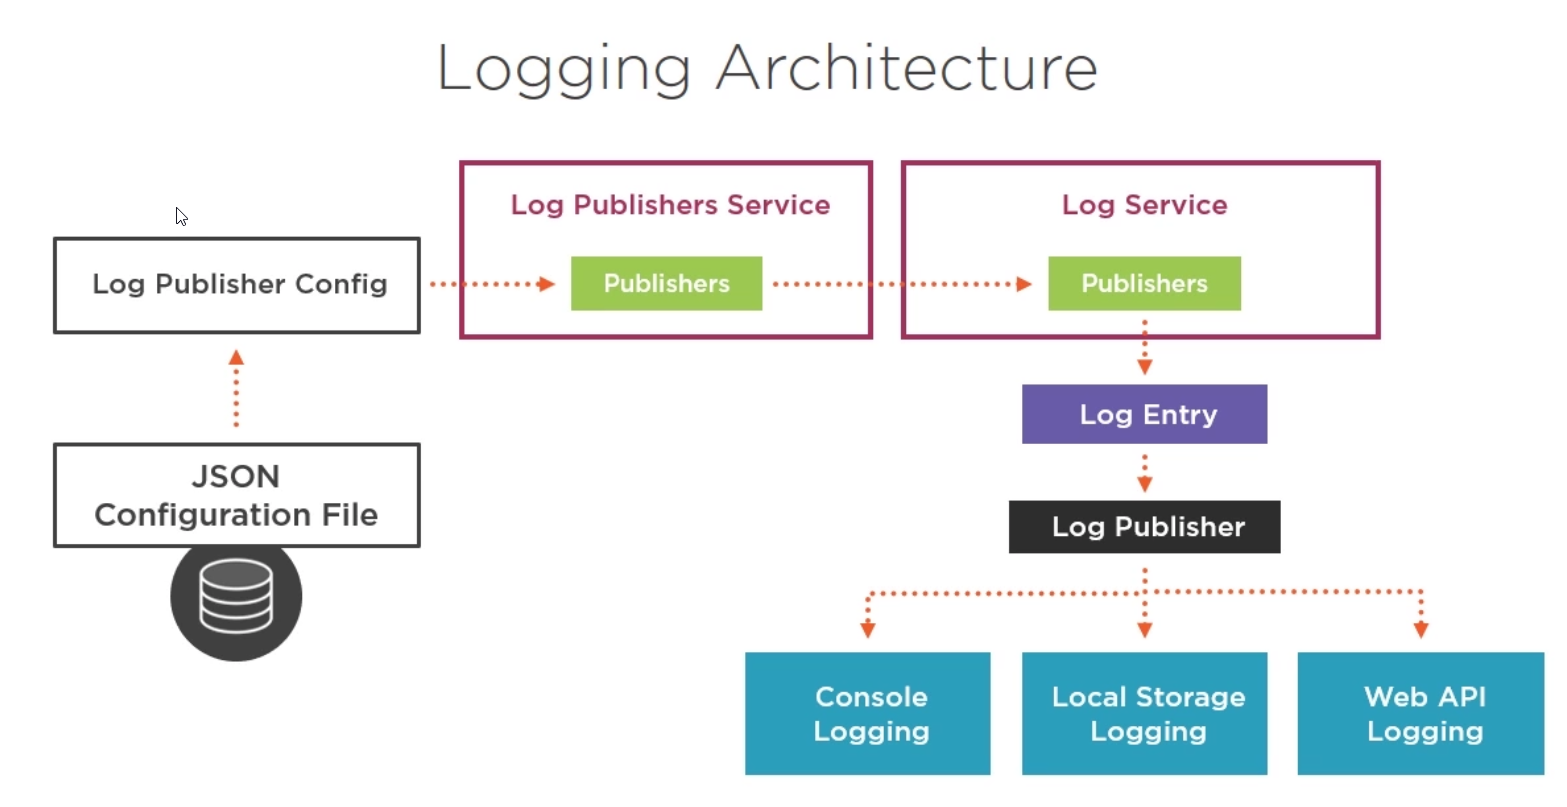 Logging Architecture
Log Publishers Service
Log Service
Log Publisher Config
Publishers
Publishers
Log Entry
JSON
Configuration File
Log Publisher
Console
Logging
Local Storage
Logging
Web API
Logging